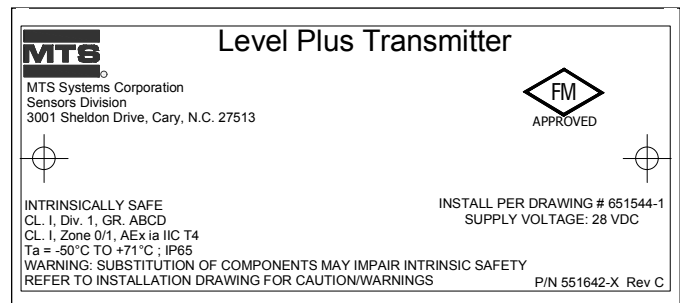 MTS
Level Plus Transmitter
MTS Systems Corporation
Sensors Division
3001 Sheldon Drive, Cary, N.C. 27513
FM
APPROVED
INTRINSICALLY SAFE
CL. I, Div. 1, GR. ABCD
CL. I, Zone 0/1, AEx ia IIC T4
Ta = -50°C TO +71°C ; IP65
INSTALL PER DRAWING # 651544-1
SUPPLY VOLTAGE: 28 VDC
WARNING: SUBSTITUTION OF COMPONENTS MAY IMPAIR INTRINSIC SAFETY
REFER TO INSTALLATION DRAWING FOR CAUTION/WARNINGS
P/N 551642-X Rev C